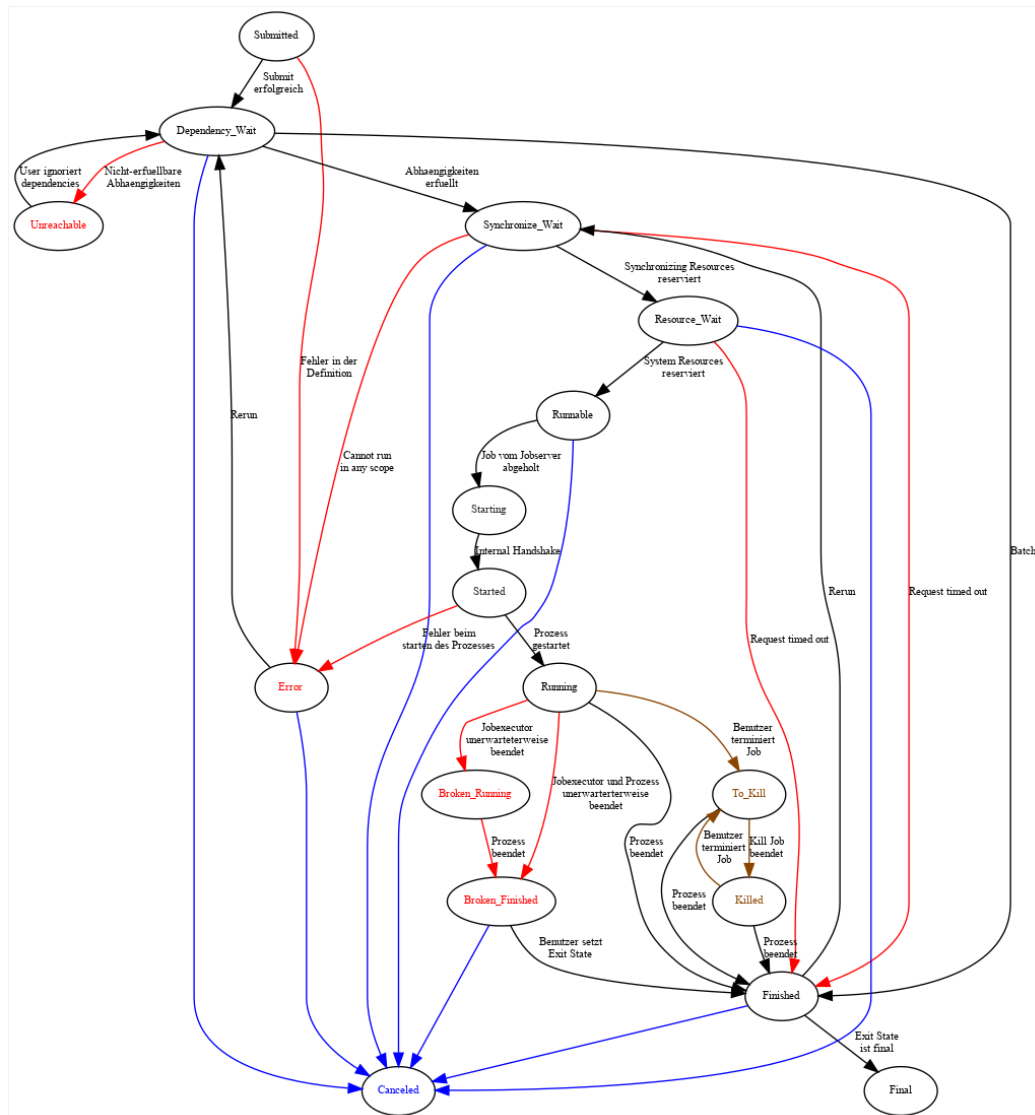 Submitted
Submit
erfolgreich
Dependency_Wait
User ignoriert
dependencies
Nicht-erfuellbare
Abhaengigkeiten
Abhaengigkeiten
erfuellt
Unreachable
Synchronize_Wait
Synchronizing Resources
reserviert
Resource_Wait
Fehler in der
Definition
System Resources
reserviert
Rerun
Runnable
Cannot run
in any scope
Job vom Jobserver
abgeholt
Starting
Internal Handshake
Batch
Started
Rerun
Request timed out
Fehler beim
starten des Prozesses
Prozess
gestartet
Request timed out
Error
Running
Jobexecutor
unerwarteterweise
beendet
Benutzer
terminiert
Job
Jobexecutor und Prozess
unerwarterterweise
beendet
Broken_Running
To_Kill
Prozess
beendet
Prozess
beendet
Benutzer
terminiert
Job
Kill Job
beendet
Prozess
beendet
Broken_Finished
Killed
Benutzer setzt
Exit State
Prozess
beendet
Finished
Exit State
ist final
Canceled
Final